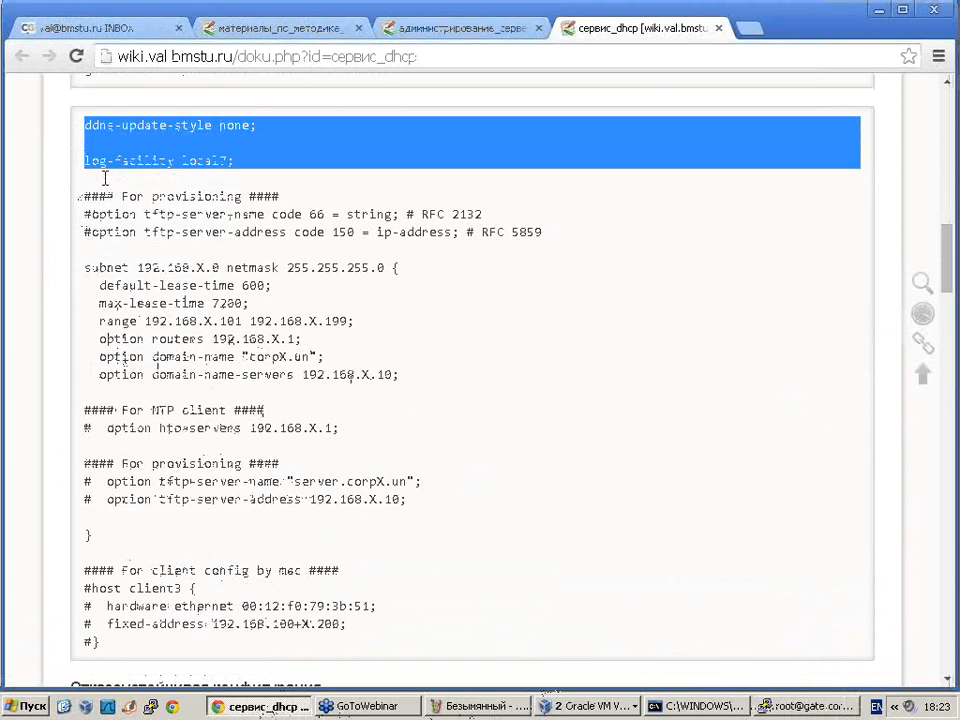 val@bmstu.ru INBOX
материалы_пс_методика_
администрирование_серве
сервис_dhcp [wiki.val.bmstu
wiki.val.bmstu.ru/doku.php?id=сервис_dhcp
ddns-update-style none;
log-facility local7;
#### For provisioning ####
#option tftp-server-name code 66 = string; # RFC 2132
#option tftp-server-address code 150 = ip-address; # RFC 5859
subnet 192.168.X.0 netmask 255.255.255.0 {
default-lease-time 600;
max-lease-time 7200;
range 192.168.X.101 192.168.X.199;
option routers 192.168.X.1;
option domain-name "corpX.un";
option domain-name-servers 192.168.X.10;
#### For NTP client ####
# option ntp-servers 192.168.X.1;
#### For provisioning ####
# option tftp-server-name "server.corpX.un";
# option tftp-server-address 192.168.X.10;
}
#### For client config by mac ####
#host client3 {
# hardware ethernet 00:12:f0:79:3b:51;
# fixed-address 192.168.100+X.200;
#}
Отказоустойчивая конфигурация
Пуск
сервис_dhcp ...
GoToWebinar
Безымянный - ...
2 Oracle VM V...
C:\WINDOWS\...
root@gate.cor...
EN
18:23